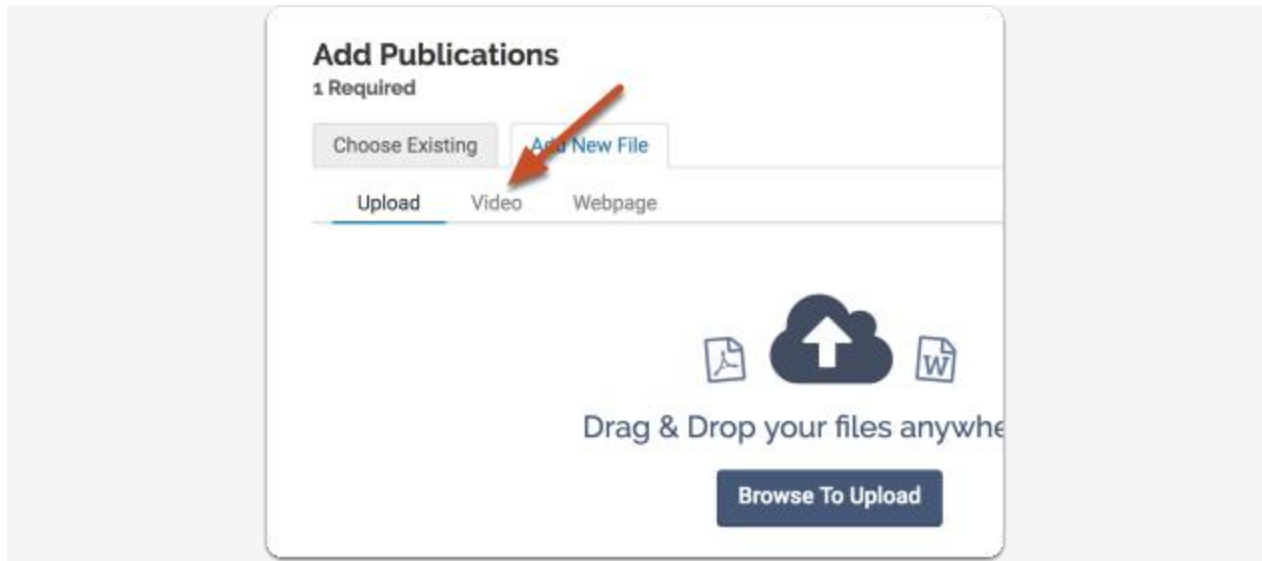 Add Publications
1 Required
Choose Existing Add New File
Upload Video Webpage
Drag & Drop your files anywhe
Browse To Upload